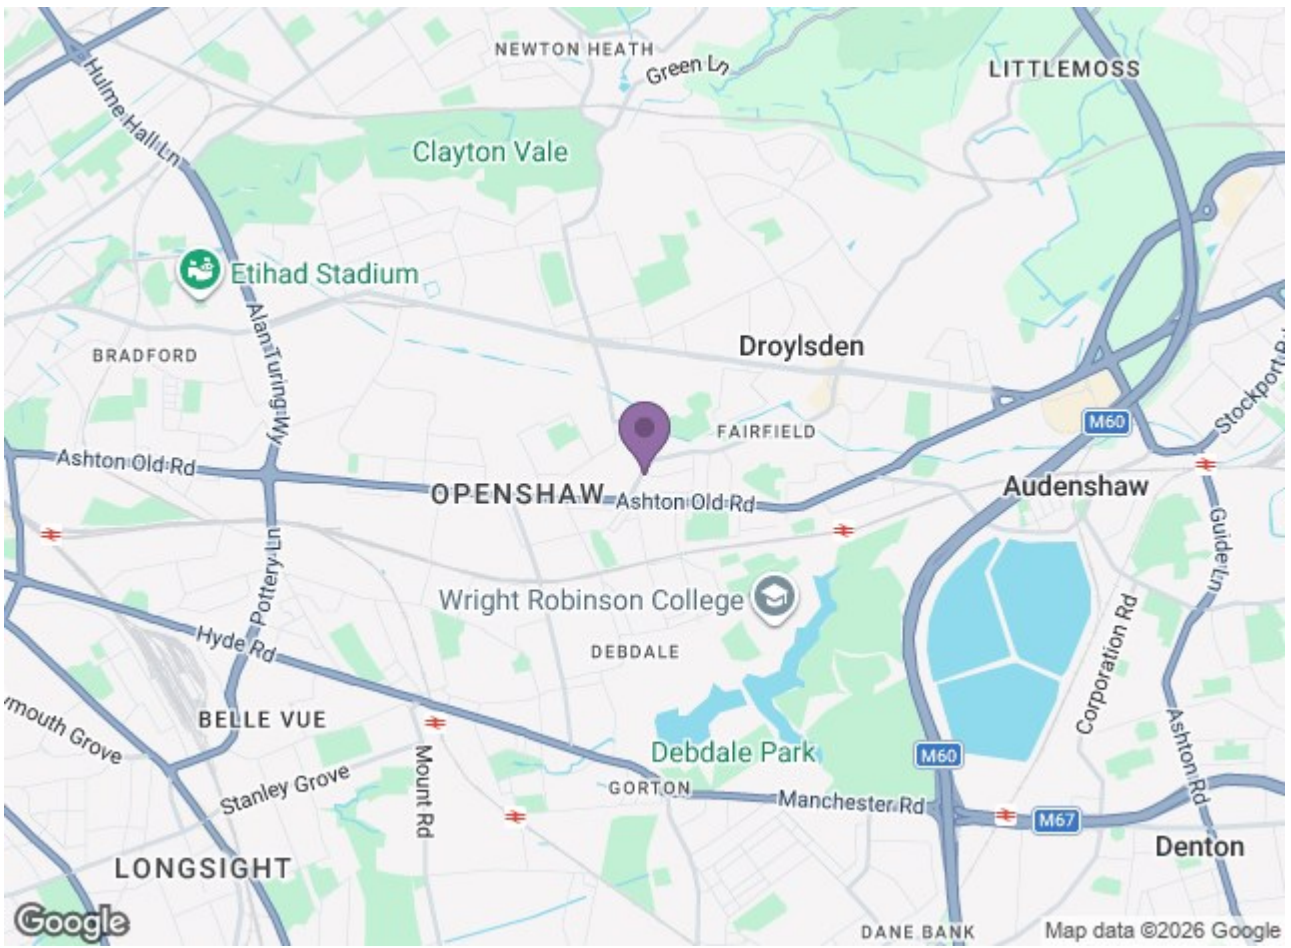 NEWTON HEATH
Green Ln
LITTLEMOSS
Hulme Hall Ln
Clayton Vale
Etihad Stadium
Alan Turing Wy
BRADFORD
Droylsden
Stockport Rd
M60
FAIRFIELD
Ashton Old Rd
OPENSHAW
Ashton Old Rd
Audenshaw
Guide Ln
Pottery Ln
Wright Robinson College
Corporation Rd
Hyde Rd
DEBDALE
ymouth Grove
BELLE VUE
Ashton Rd
Debdale Park
M60
Mount Rd
Stanley Grove
GORTON
Manchester Rd
M67
Denton
LONGSIGHT
Google
DANE BANK
Map data ©2026 Google